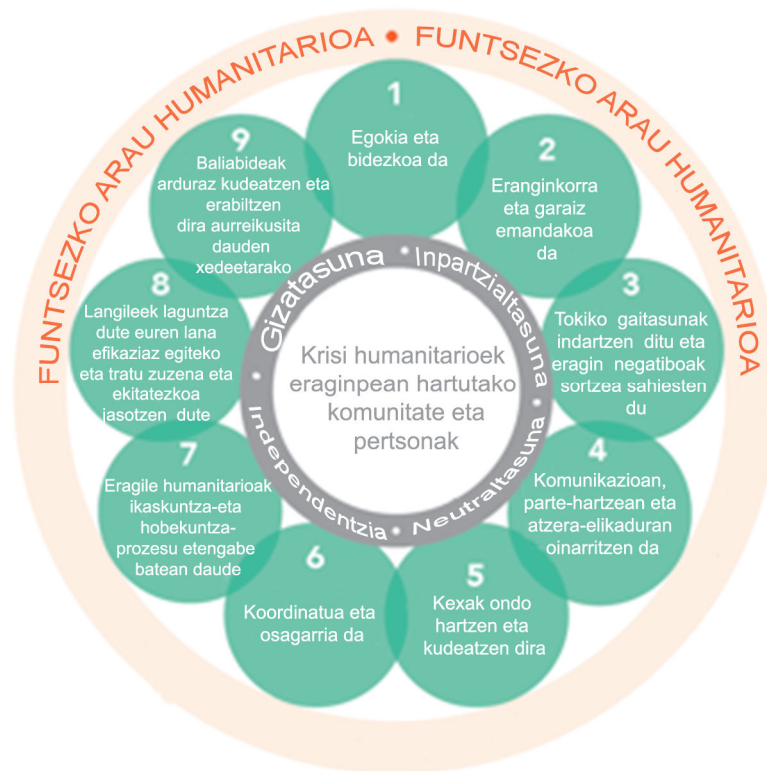 FUNTSEZKO ARAU HUMANITARIOA • FUNTSEZKO ARAU HUMANITARIOA
1
Egokia eta
bidezkoa da
2
Eranginkorra
eta garaiz
emandakoa
da
3
Tokiko gaitasunak
indartzen ditu eta
eragin negatiboak
sortzea sahiesten
du
4
Komunikazioan,
parte-hartzean eta
atzera-elikaduran
oinarritzen da
5
Kexak ondo
hartzen eta
kudeatzen dira
6
Koordinatua eta
osagarria da
7
Eragile humanitarioak
ikaskuntza-eta
hobekuntza-
prozesu etengabe
batean daude
8
Langileek laguntza
dute euren lana
efikaziaz egiteko
eta tratu zuzena eta
ekitatezkoa
jasotzen dute
9
Baliabideak
arduraz kudeatzen eta
erabiltzen
dira aurreikusita
dauden
xedeetarako
Gizatasuna • Inpartzialtasuna • Neutraltasuna • Independentzia •
Krisi humanitarioek
eraginpean hartutako
komunitate eta
pertsonak